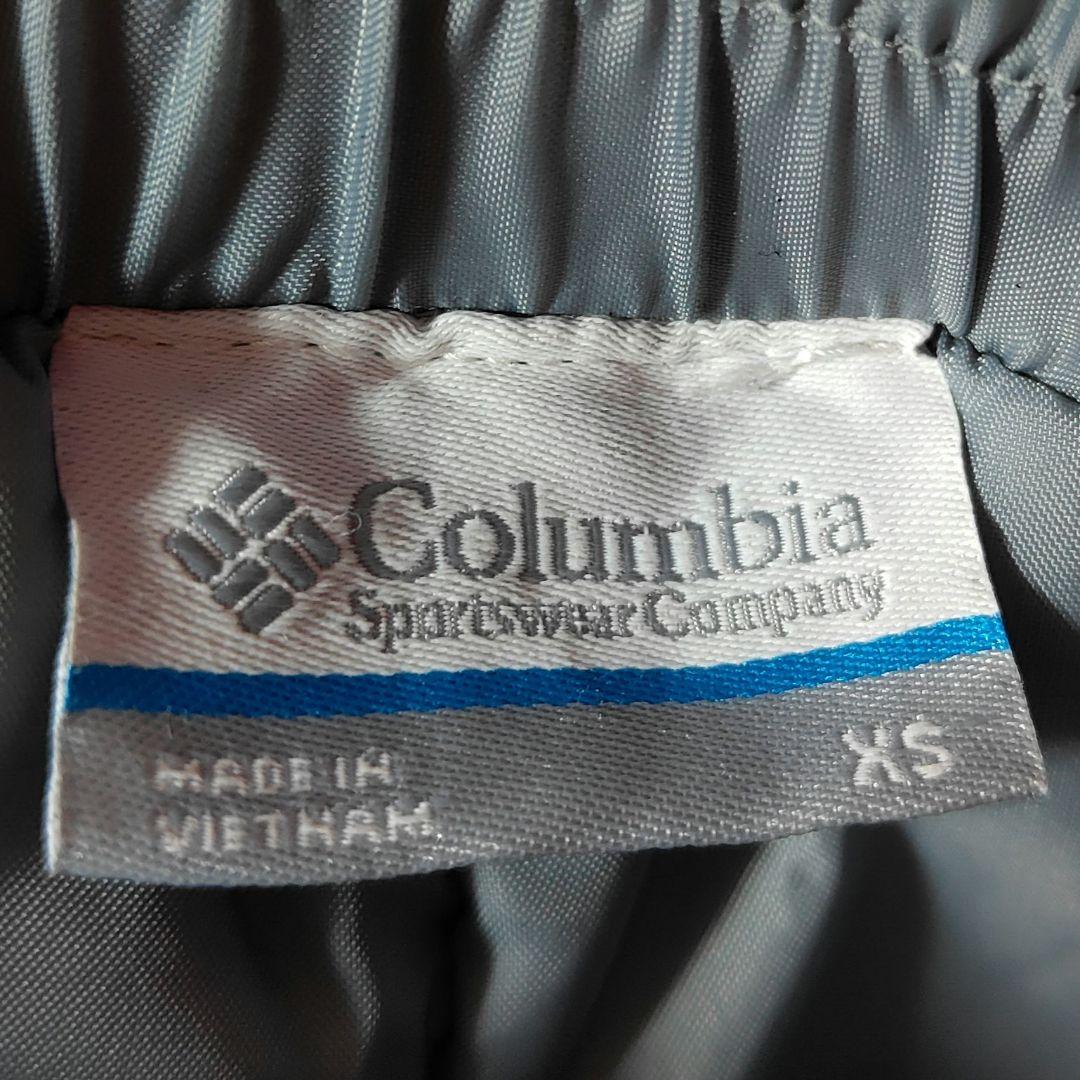 Columbia
Sportswear Company
MADE IN
VIETNAM
XS